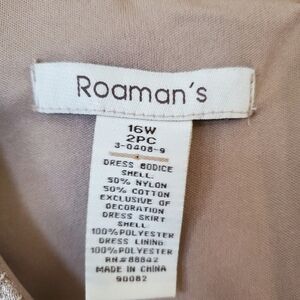 Roaman's
16W
2PC
3-0408-9
DRESS BODICE
SHELL:
50% NYLON
50% COTTON
EXCLUSIVE OF
DECORATION
DRESS SKIRT
SHELL
100%POLYESTER
DRESS LINING:
100%POLYESTER
RN#88842
MADE IN CHINA
90082